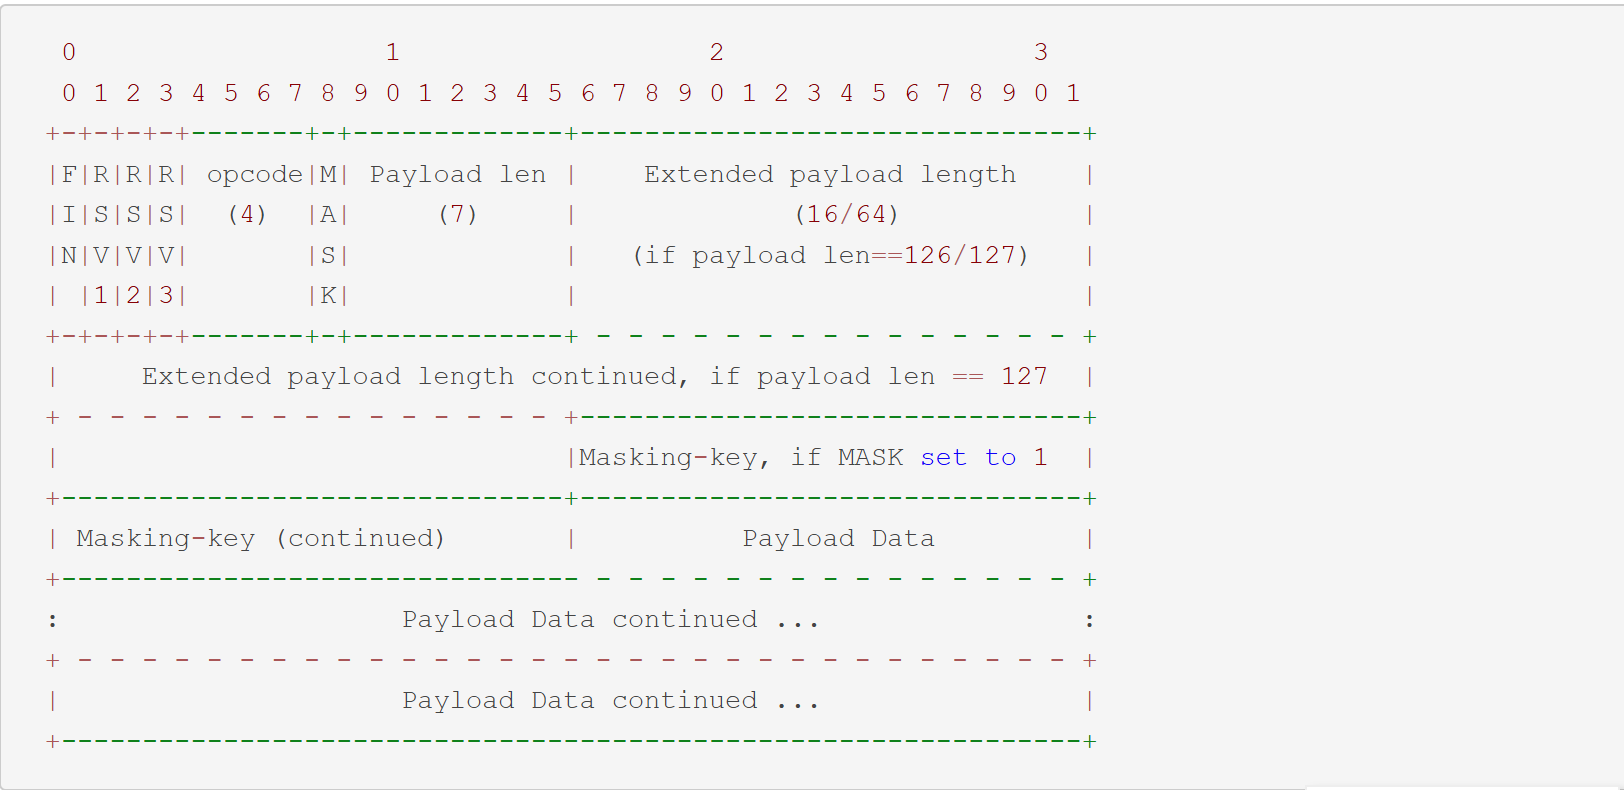 0                   1                   2                   3
 0 1 2 3 4 5 6 7 8 9 0 1 2 3 4 5 6 7 8 9 0 1 2 3 4 5 6 7 8 9 0 1
+-+-+-+-+-------+-+-------------+-------------------------------+
|F|R|R|R| opcode|M| Payload len |    Extended payload length    |
|I|S|S|S|  (4)  |A|     (7)     |             (16/64)           |
|N|V|V|V|       |S|             |   (if payload len==126/127)   |
| |1|2|3|       |K|             |                               |
+-+-+-+-+-------+-+-------------+ - - - - - - - - - - - - - - - +
|     Extended payload length continued, if payload len == 127  |
+ - - - - - - - - - - - - - - - +-------------------------------+
|                               |Masking-key, if MASK set to 1  |
+-------------------------------+-------------------------------+
| Masking-key (continued)       |          Payload Data         |
+-------------------------------- - - - - - - - - - - - - - - - +
:                     Payload Data continued ...                :
+ - - - - - - - - - - - - - - - - - - - - - - - - - - - - - - - +
|                     Payload Data continued ...                |
+---------------------------------------------------------------+